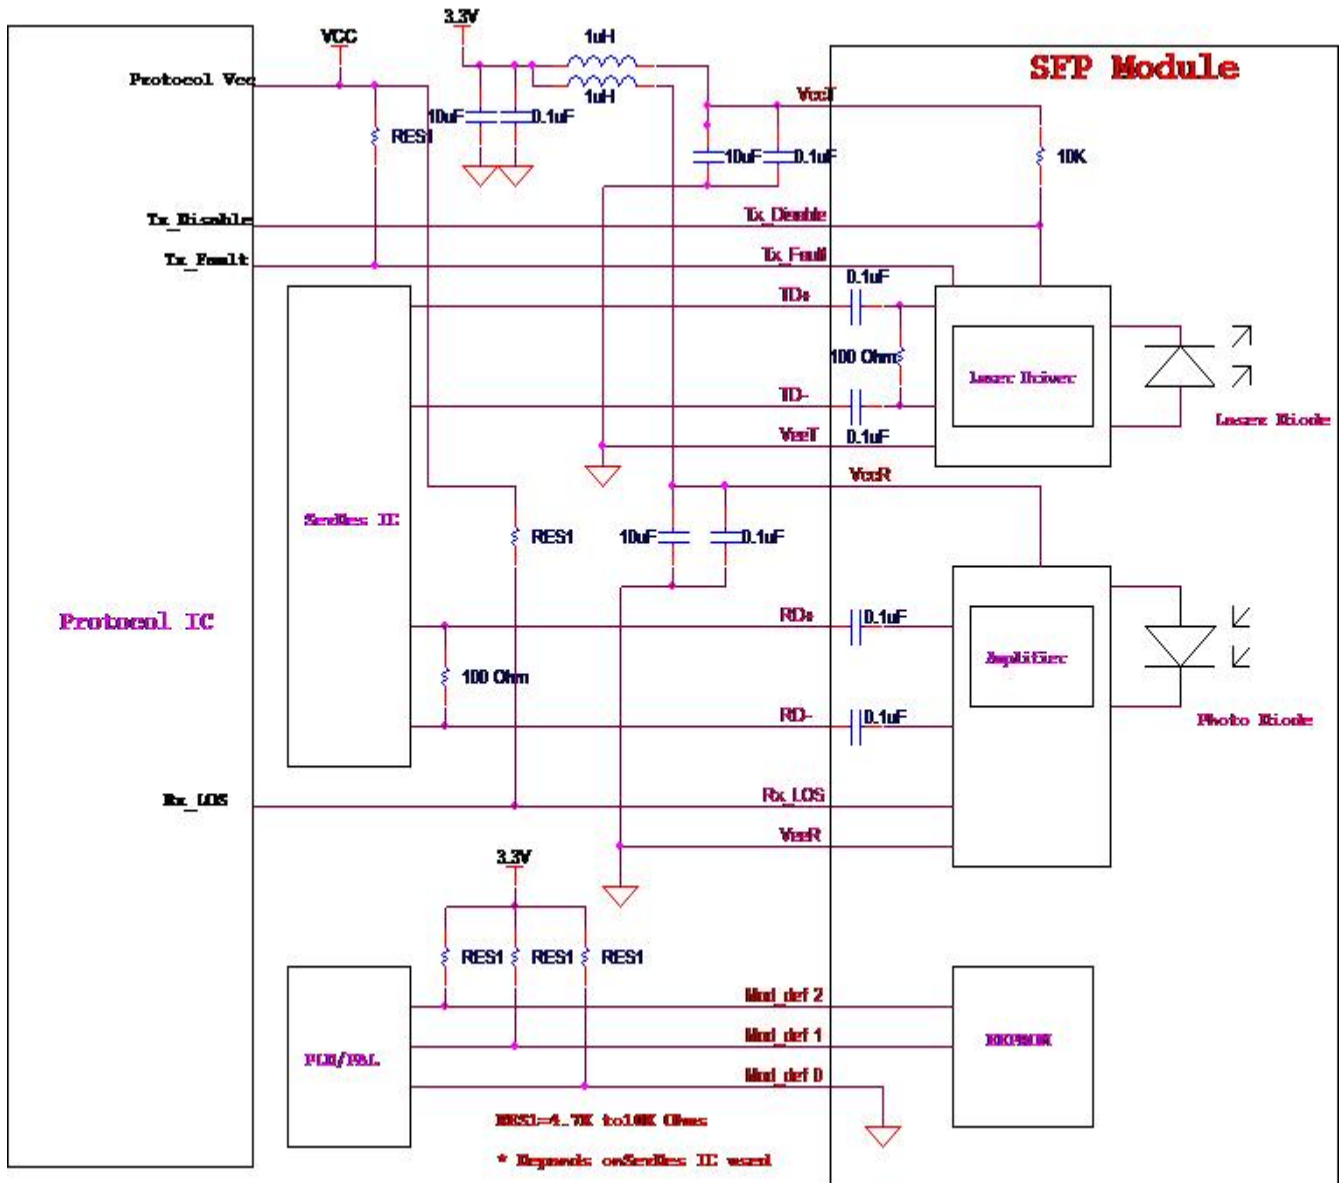 3.3V
1uH
VCC
SFP Module
Protocol Vcc
1uH
VccT
10uF
0.1uF
RES1
10uF
0.1uF
10K
Tx_Disable
Tx_Disable
Tx_Fault
Tx_Fault
0.1uF
TD+
100 Ohm
Laser Driver
TD-
VeeT
0.1uF
Laser Diode
VccR
SerDes IC
RES1
10uF
0.1uF
Protocol IC
RD+
0.1uF
Amplifier
100 Ohm
RD-
0.1uF
Photo Diode
Rx_LOS
Rx_LOS
VeeR
3.3V
RES1
RES1
RES1
Mod_def 2
Mod_def 1
EEPROM
PLD/PAL
Mod_def 0
RES1=4.7K to10K Ohms
* Depends onSerDes IC used